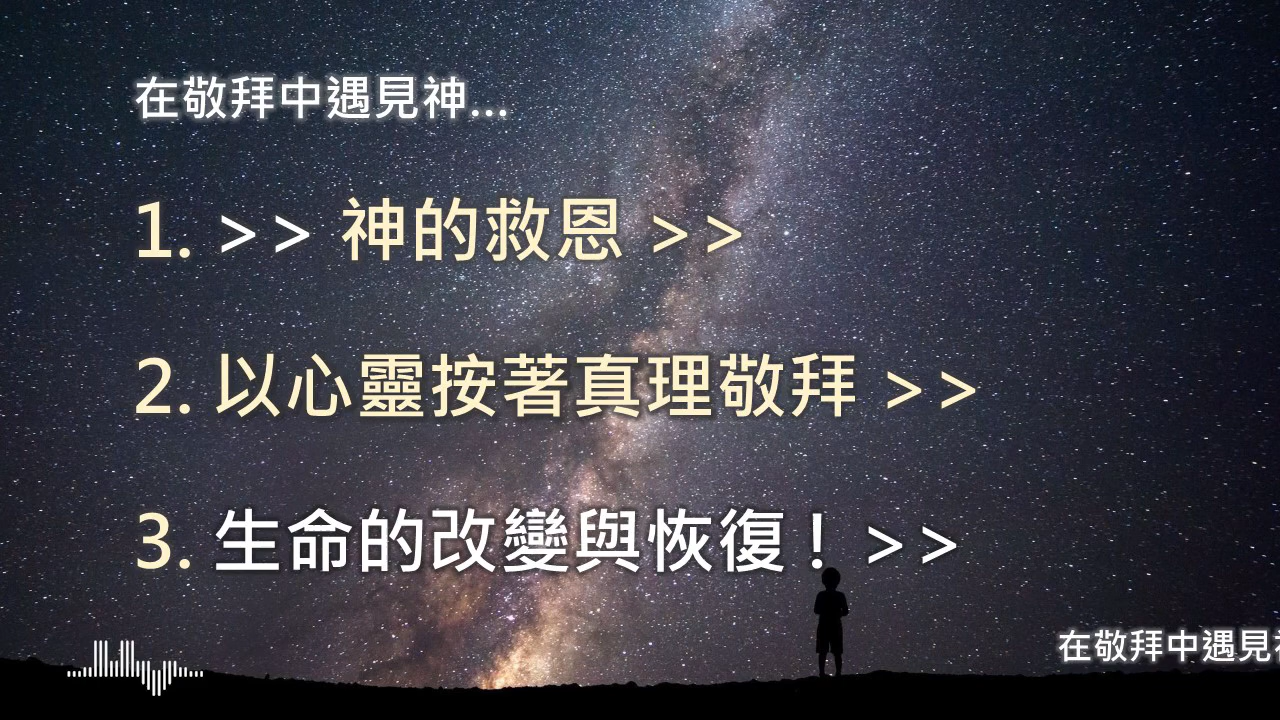 在敬拜中遇見神...
1. >> 神的救恩 >>
2. 以心靈按著真理敬拜 >>
3. 生命的改變與恢復！>>
在敬拜中遇見